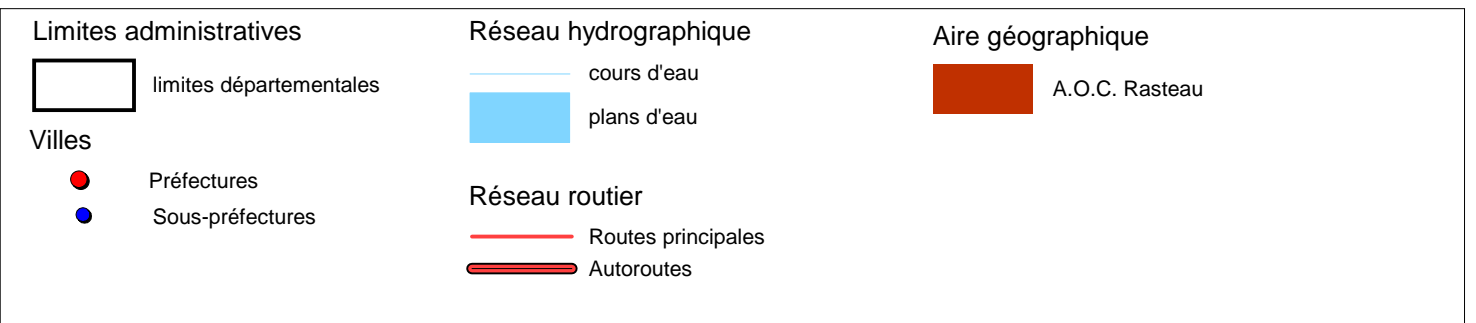 Limites administratives
limites départementales
Villes
Préfectures
Sous-préfectures
Réseau hydrographique
cours d'eau
plans d'eau
Réseau routier
Routes principales
Autoroutes
Aire géographique
A.O.C. Rasteau